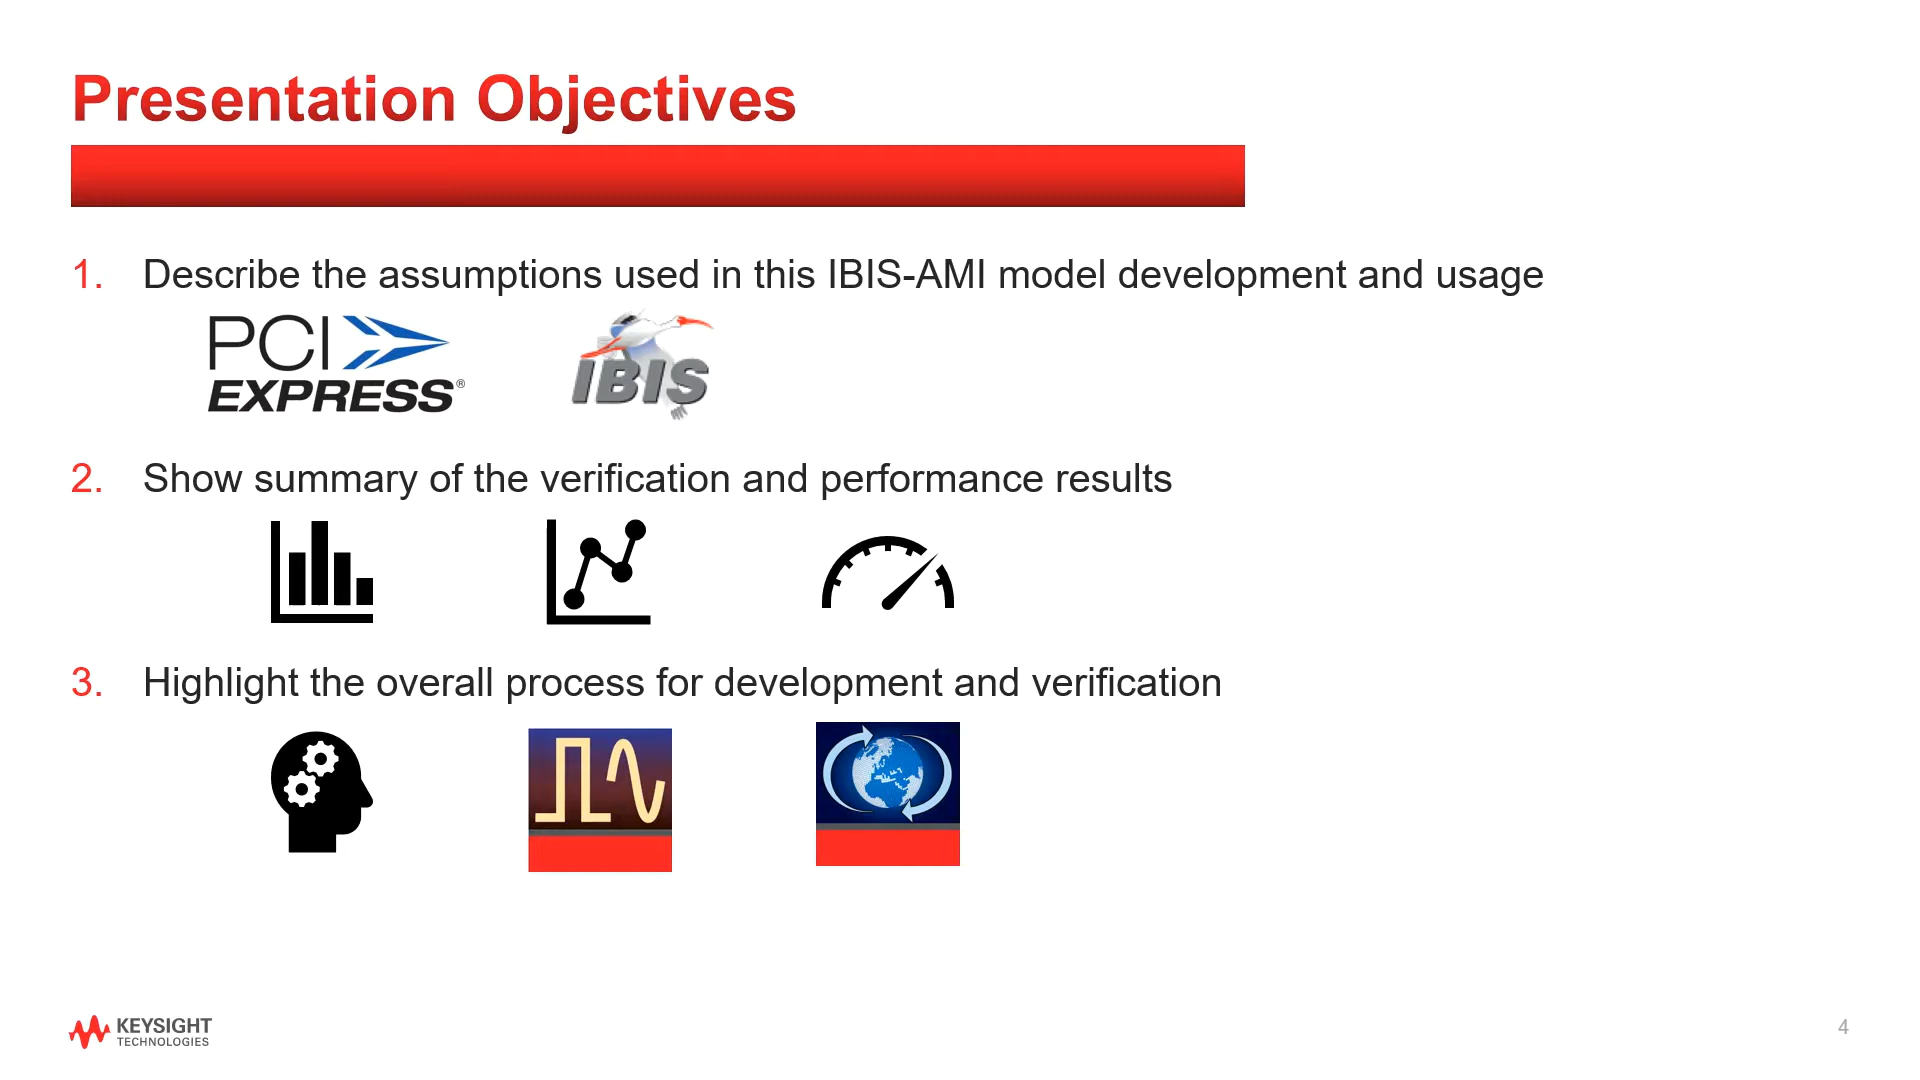 Presentation Objectives
1. Describe the assumptions used in this IBIS-AMI model development and usage
PCI
EXPRESS®
IBIS
2. Show summary of the verification and performance results
3. Highlight the overall process for development and verification
KEYSIGHT
TECHNOLOGIES
4